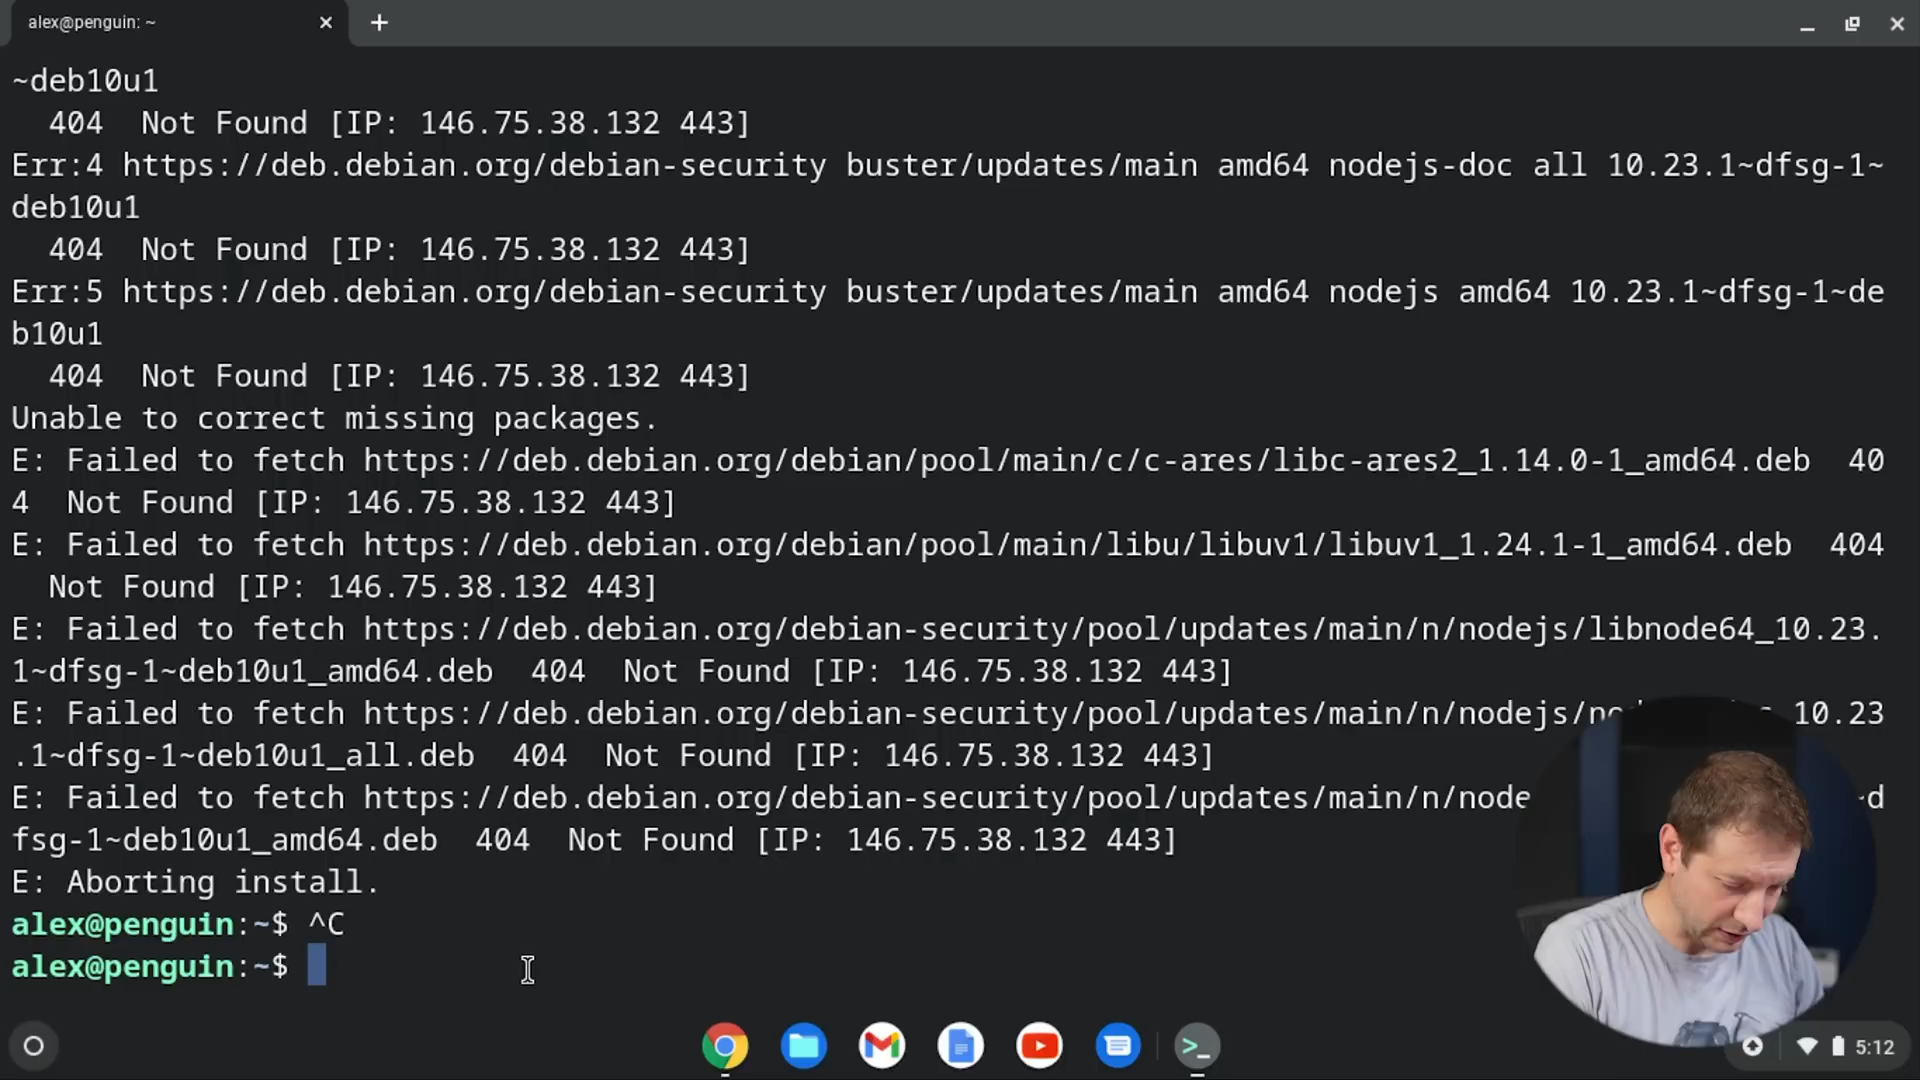 alex@penguin: ~
~deb10u1
404 Not Found [IP: 146.75.38.132 443]
Err:4 https://deb.debian.org/debian-security buster/updates/main amd64 nodejs-doc all 10.23.1~dfsg-1~
deb10u1
404 Not Found [IP: 146.75.38.132 443]
Err:5 https://deb.debian.org/debian-security buster/updates/main amd64 nodejs amd64 10.23.1~dfsg-1~de
b10u1
404 Not Found [IP: 146.75.38.132 443]
Unable to correct missing packages.
E: Failed to fetch https://deb.debian.org/debian/pool/main/c/c-ares/libc-ares2_1.14.0-1_amd64.deb 40
4 Not Found [IP: 146.75.38.132 443]
E: Failed to fetch https://deb.debian.org/debian/pool/main/libu/libuv1/libuv1_1.24.1-1_amd64.deb 404
Not Found [IP: 146.75.38.132 443]
E: Failed to fetch https://deb.debian.org/debian-security/pool/updates/main/n/nodejs/libnode64_10.23.
1~dfsg-1~deb10u1_amd64.deb 404 Not Found [IP: 146.75.38.132 443]
E: Failed to fetch https://deb.debian.org/debian-security/pool/updates/main/n/nodejs/no 10.23
.1~dfsg-1~deb10u1_all.deb 404 Not Found [IP: 146.75.38.132 443]
E: Failed to fetch https://deb.debian.org/debian-security/pool/updates/main/n/node ~d
fsg-1~deb10u1_amd64.deb 404 Not Found [IP: 146.75.38.132 443]
E: Aborting install.
alex@penguin:~$ ^C
alex@penguin:~$
5:12